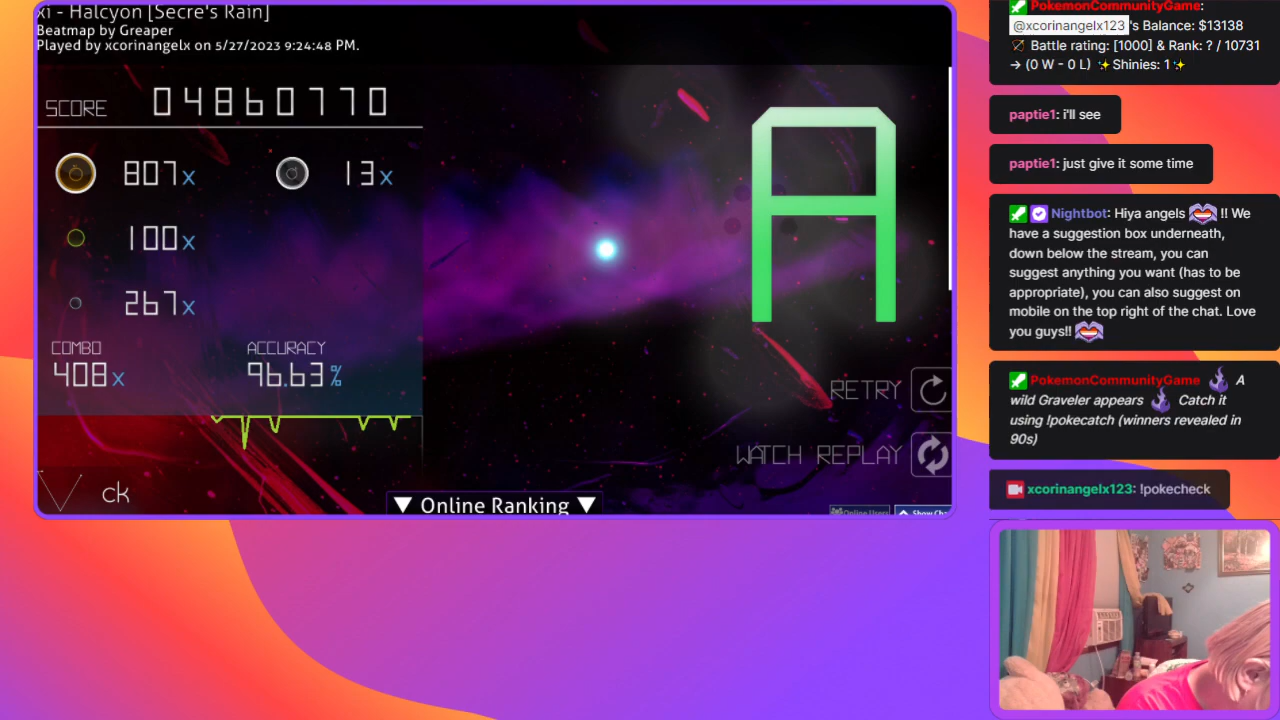 xi - Halcyon [Secre's Rain]
Beatmap by Greaper
Played by xcorinangelx on 5/27/2023 9:24:48 PM.
SCORE 04860770
807x 13x
100x
267x
COMBO ACCURACY
408x 96.63%
A
RETRY
WATCH REPLAY
ck
▼ Online Ranking ▼
Online Users
Show Cha
PokemonCommunityGame:
@xcorinangelx123 's Balance: $13138
Battle rating: [1000] & Rank: ? / 10731
→ (0 W - 0 L) ✨Shinies: 1✨
paptie1: i'll see
paptie1: just give it some time
Nightbot: Hiya angels !! We
have a suggestion box underneath,
down below the stream, you can
suggest anything you want (has to be
appropriate), you can also suggest on
mobile on the top right of the chat. Love
you guys!!
PokemonCommunityGame A
wild Graveler appears Catch it
using !pokecatch (winners revealed in
90s)
xcorinangelx123: !pokecheck